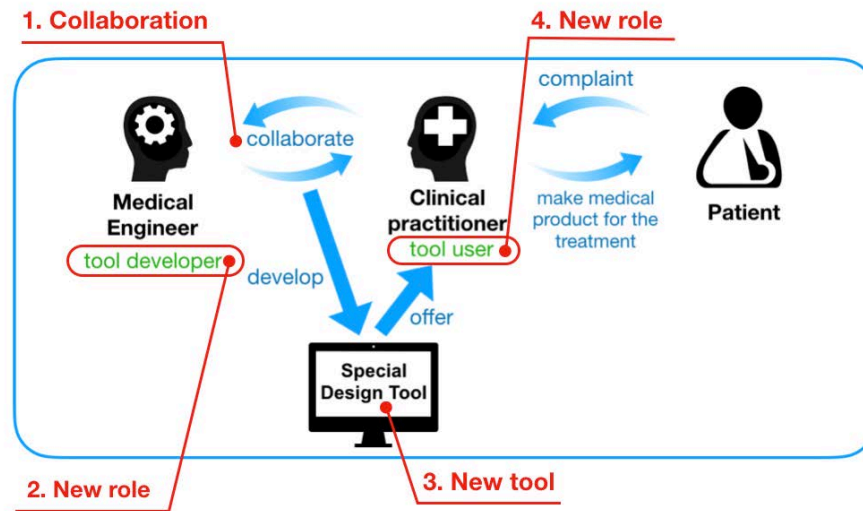 1. Collaboration
4. New role
complaint
collaborate
Medical
Engineer
tool developer
Clinical
practitioner
tool user
make medical
product for the
treatment
Patient
develop
offer
Special
Design Tool
2. New role
3. New tool